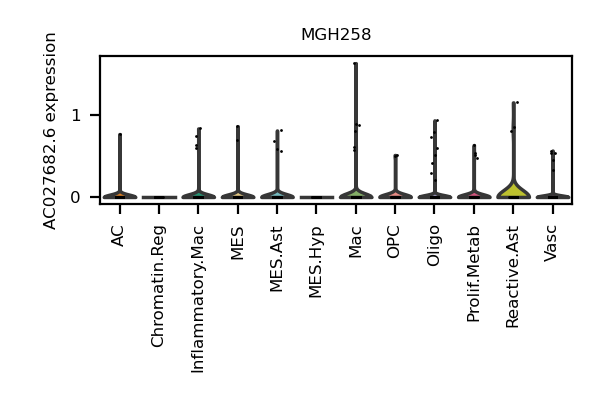 MGH258
AC027682.6 expression
1
0
AC
Chromatin.Reg
Inflammatory.Mac
MES
MES.Ast
MES.Hyp
Mac
OPC
Oligo
Prolif.Metab
Reactive.Ast
Vasc